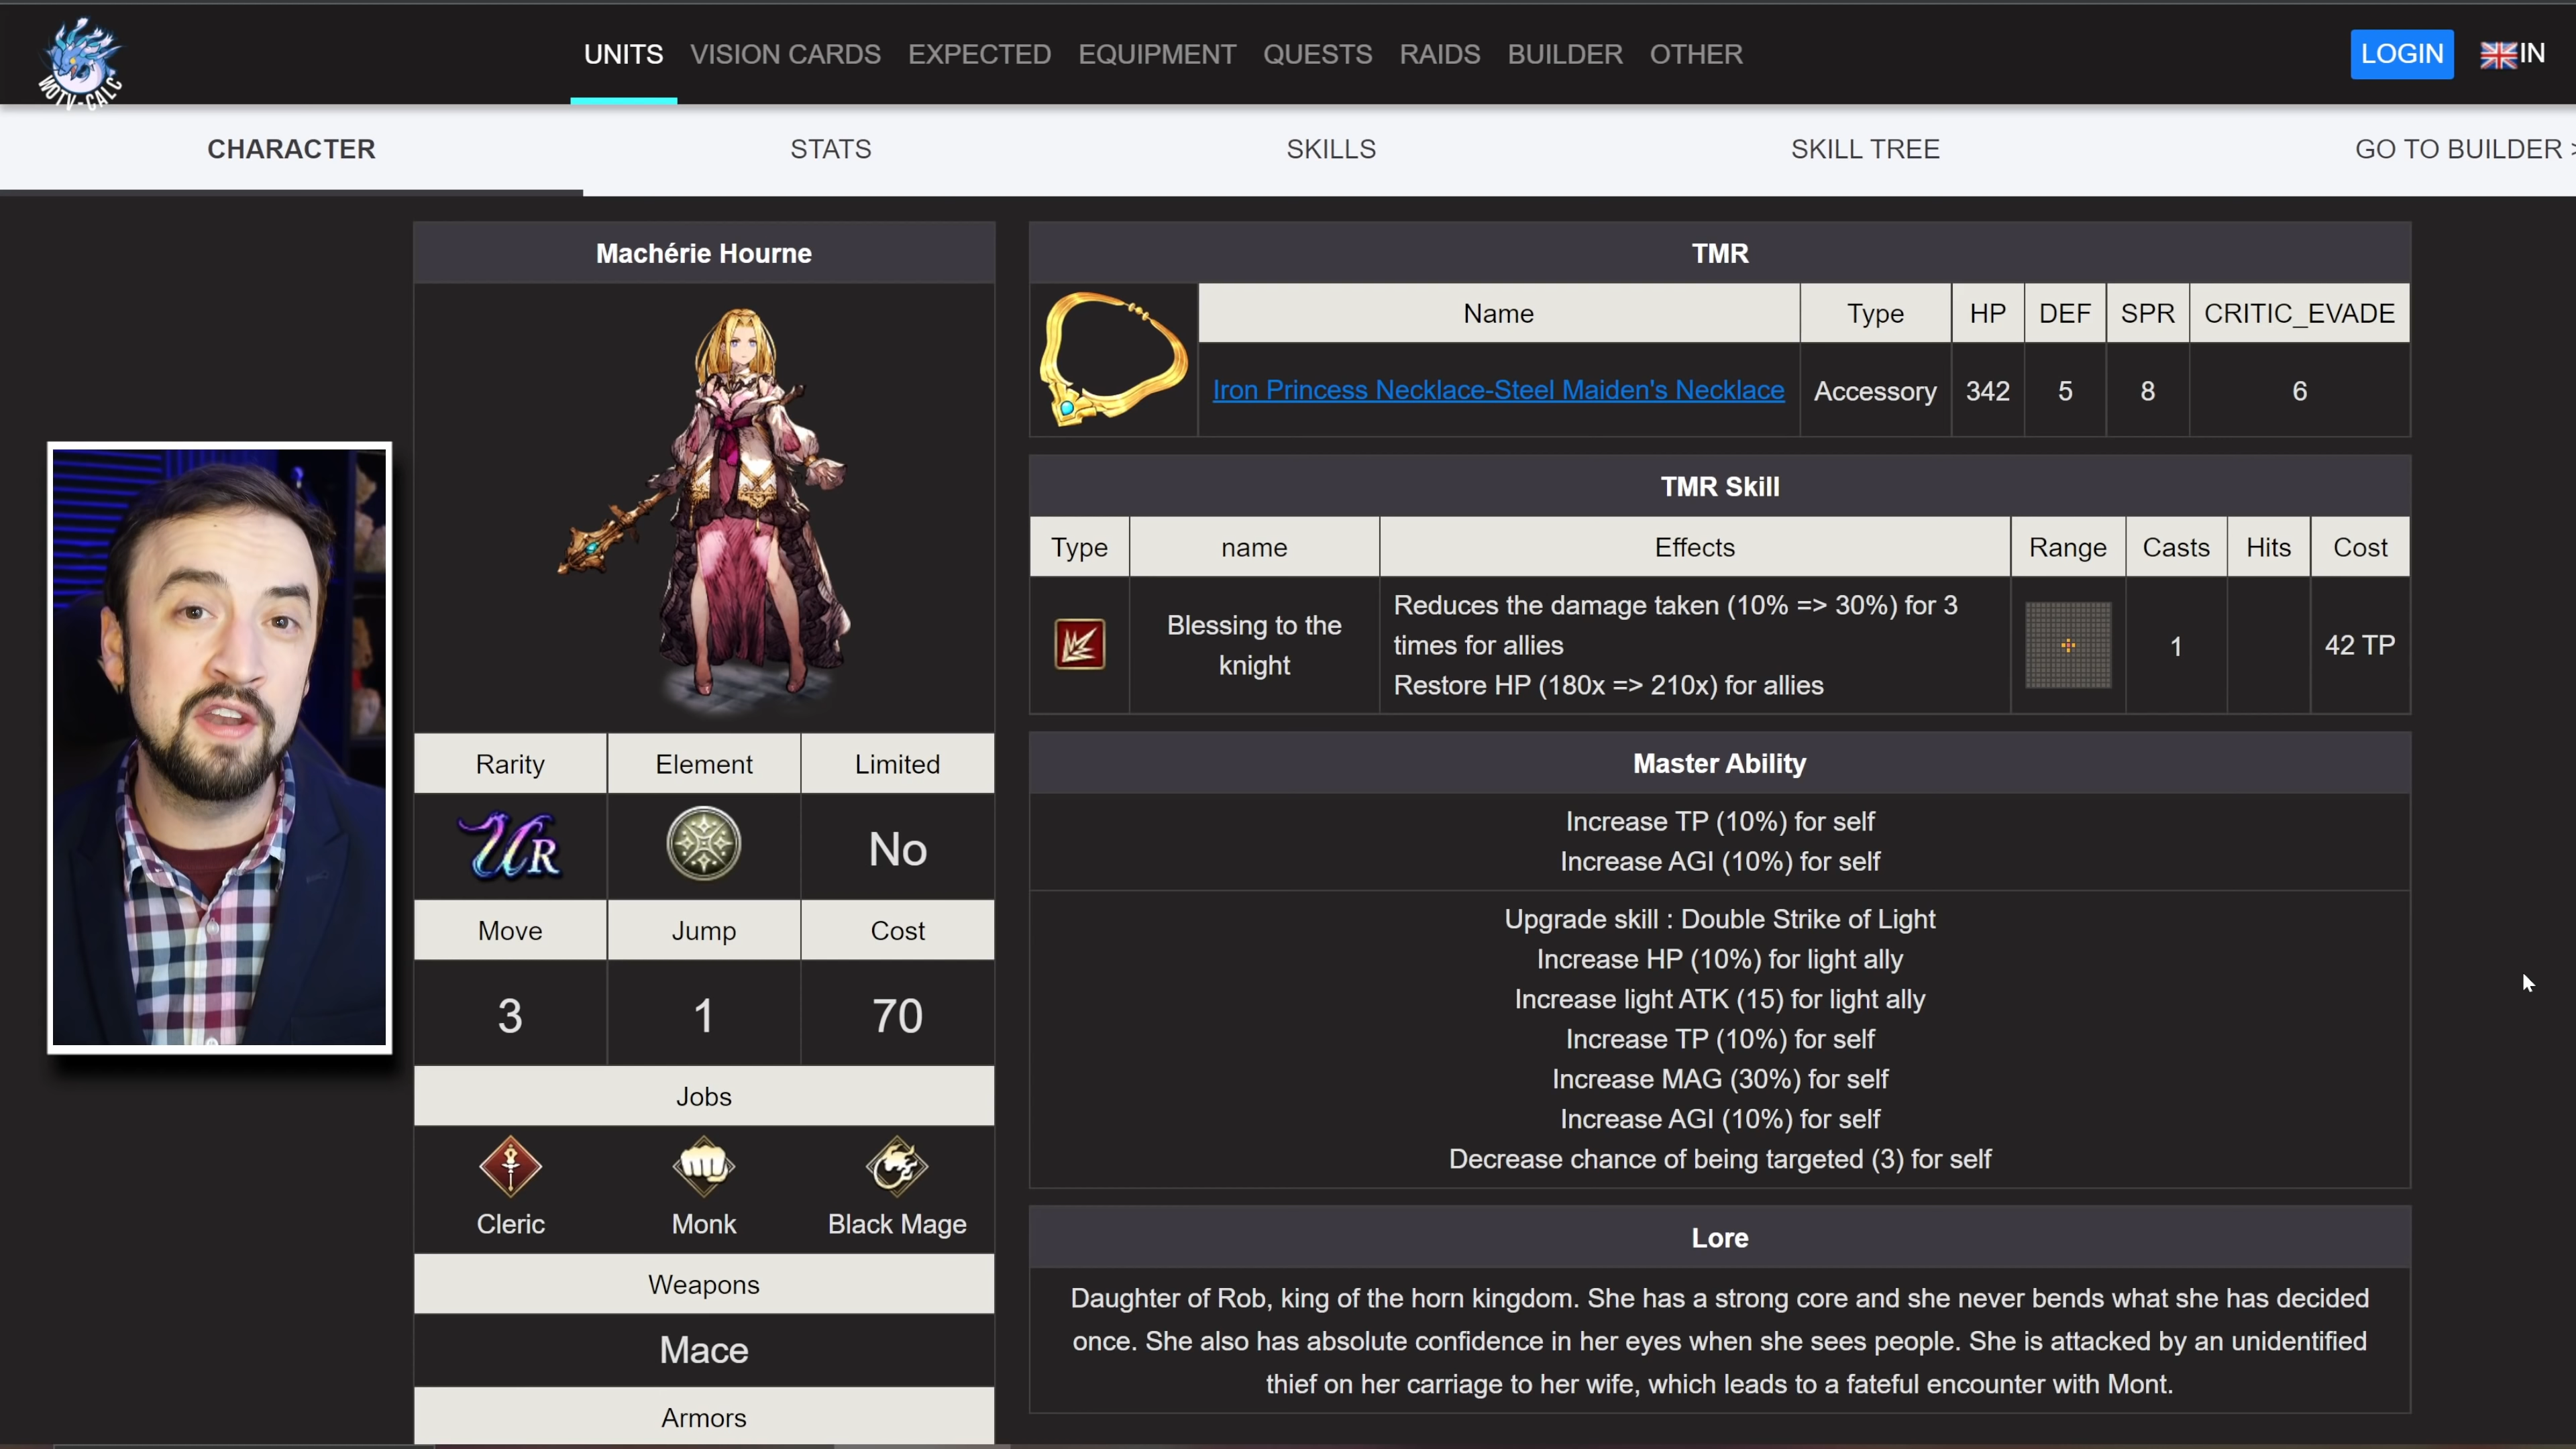 WOTV-CALC
UNITS VISION CARDS EXPECTED EQUIPMENT QUESTS RAIDS BUILDER OTHER
LOGIN IN
CHARACTER STATS SKILLS SKILL TREE GO TO BUILDER >
Machérie Hourne
Rarity Element Limited
UR No
Move Jump Cost
3 1 70
Jobs
Cleric Monk Black Mage
Weapons
Mace
Armors
TMR
Name Type HP DEF SPR CRITIC_EVADE
Iron Princess Necklace-Steel Maiden's Necklace Accessory 342 5 8 6
TMR Skill
Type name Effects Range Casts Hits Cost
Blessing to the
knight
Reduces the damage taken (10% => 30%) for 3
times for allies
Restore HP (180x => 210x) for allies
1 42 TP
Master Ability
Increase TP (10%) for self
Increase AGI (10%) for self
Upgrade skill : Double Strike of Light
Increase HP (10%) for light ally
Increase light ATK (15) for light ally
Increase TP (10%) for self
Increase MAG (30%) for self
Increase AGI (10%) for self
Decrease chance of being targeted (3) for self
Lore
Daughter of Rob, king of the horn kingdom. She has a strong core and she never bends what she has decided
once. She also has absolute confidence in her eyes when she sees people. She is attacked by an unidentified
thief on her carriage to her wife, which leads to a fateful encounter with Mont.